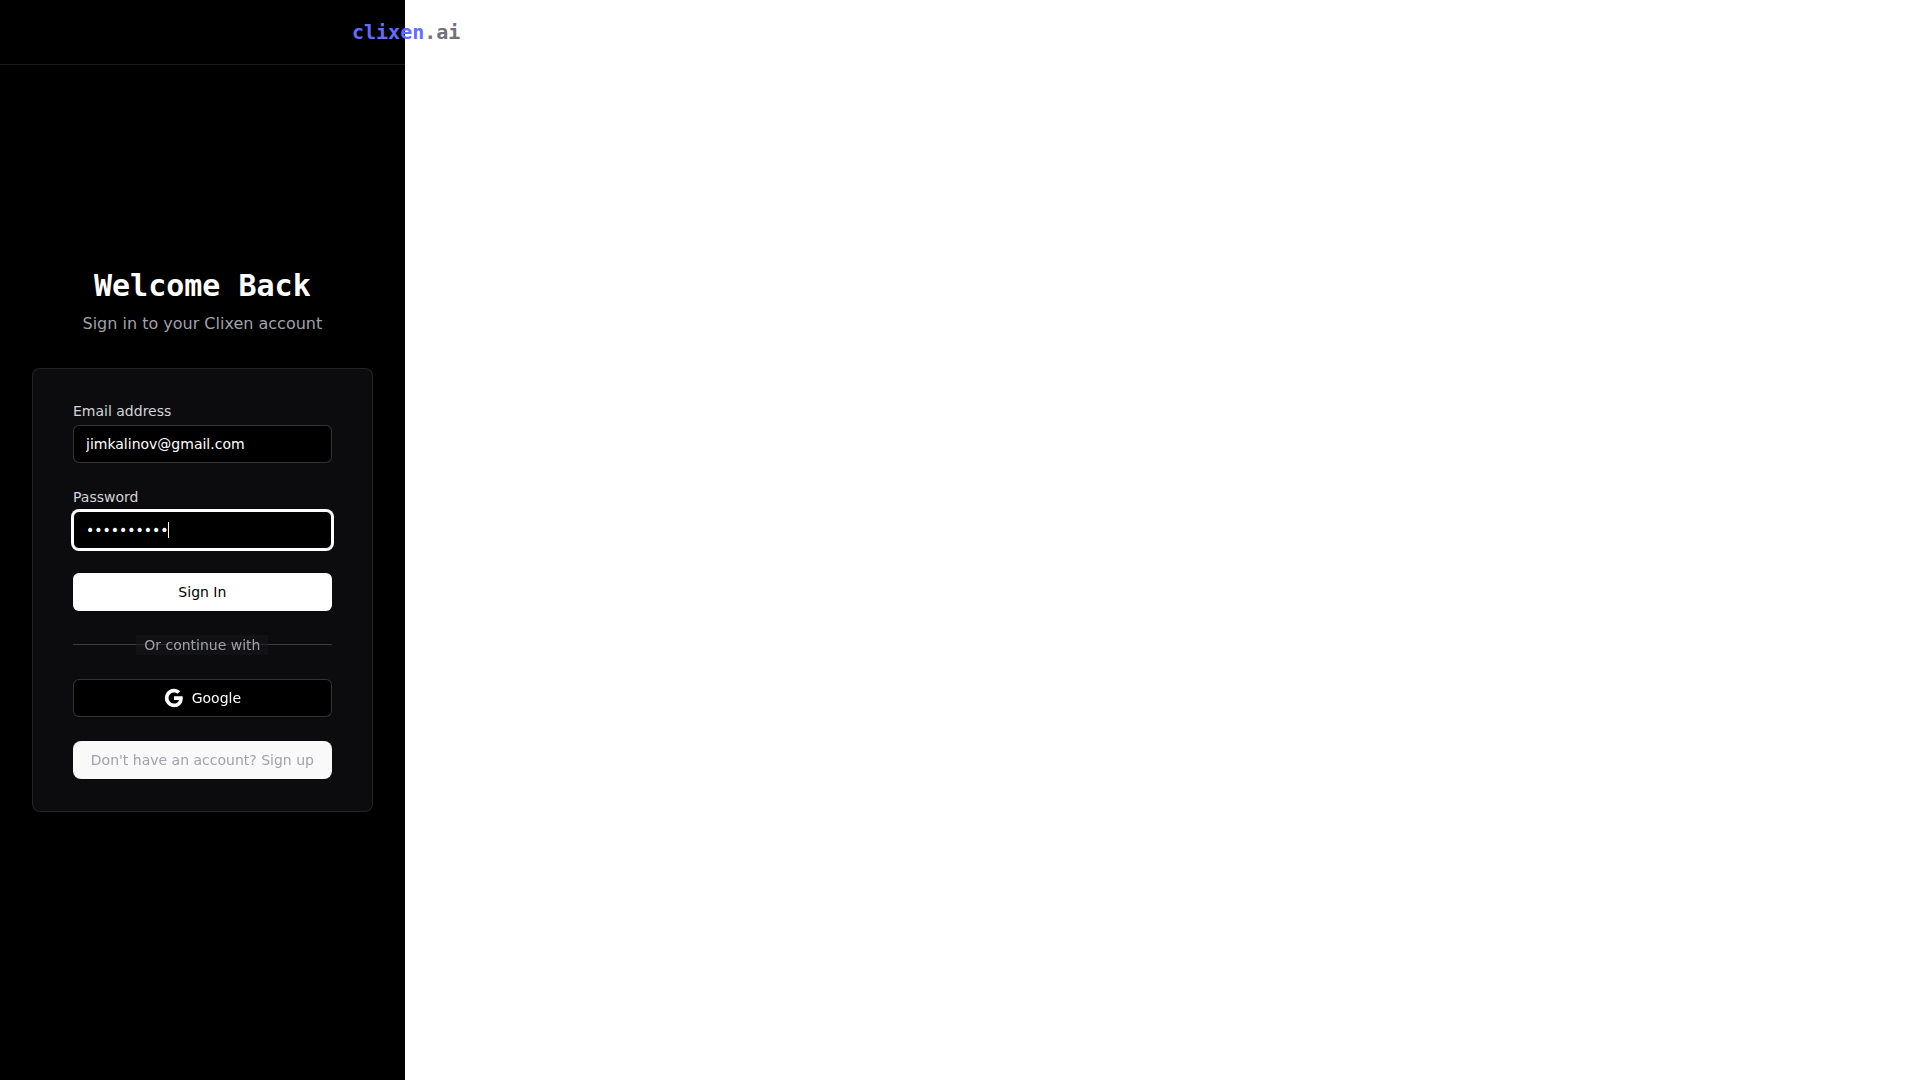 clixen.ai
Welcome Back
Sign in to your Clixen account
Email address
jimkalinov@gmail.com
Password
••••••••••
Sign In
Or continue with
Google
Don't have an account? Sign up